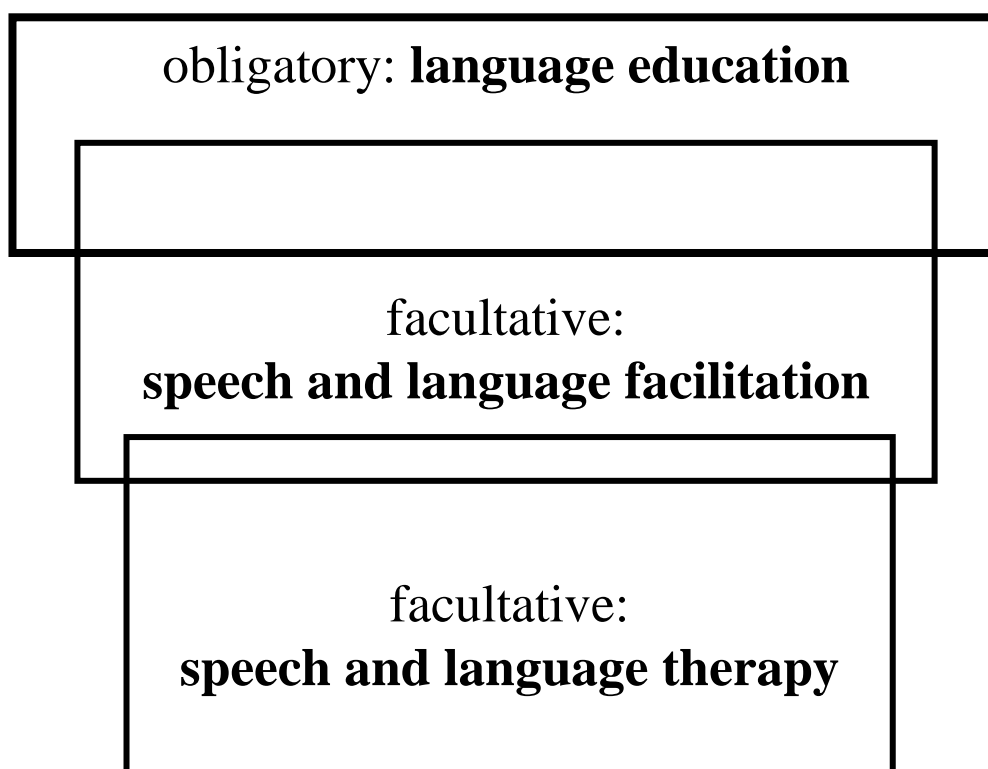 obligatory: language education
facultative:
speech and language facilitation
facultative:
speech and language therapy